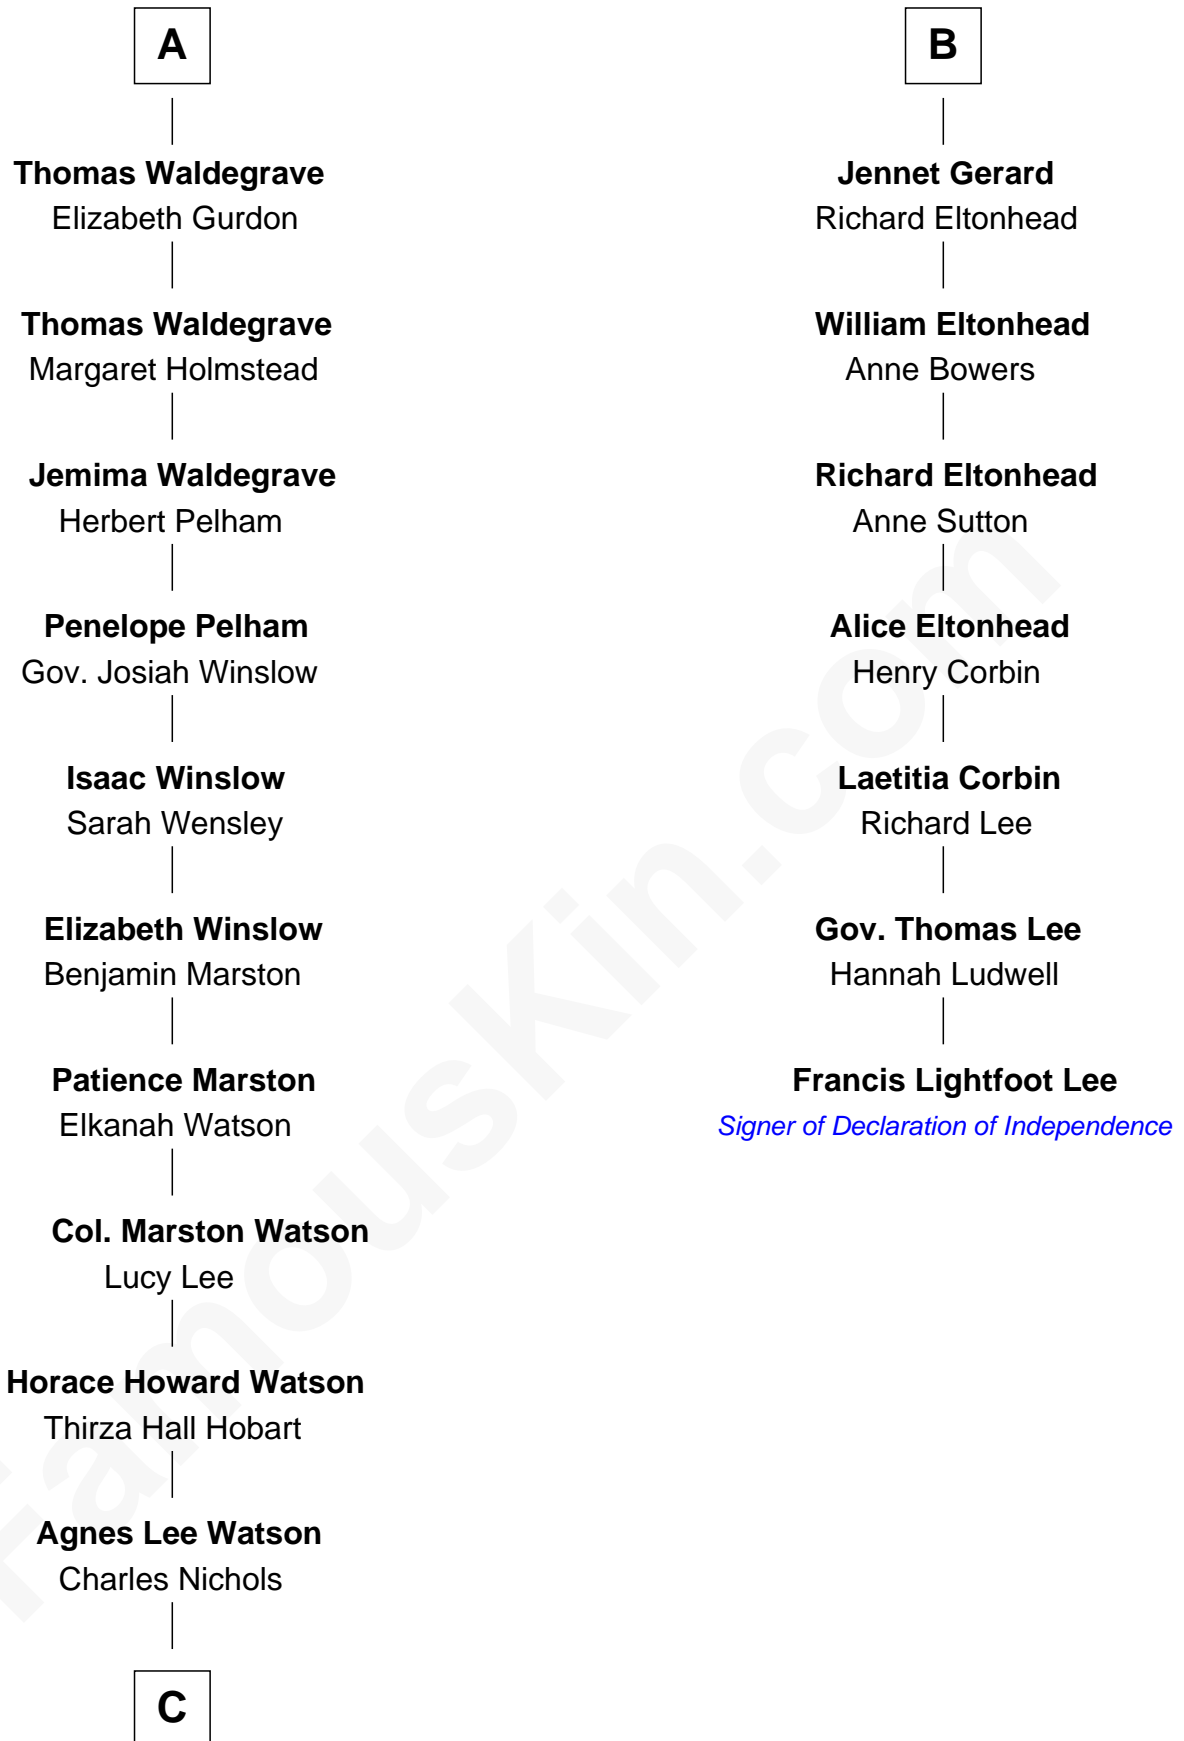 A
Thomas Waldegrave
Elizabeth Gurdon
Thomas Waldegrave
Margaret Holmstead
Jemima Waldegrave
Herbert Pelham
Penelope Pelham
Gov. Josiah Winslow
Isaac Winslow
Sarah Wensley
Elizabeth Winslow
Benjamin Marston
Patience Marston
Elkanah Watson
Col. Marston Watson
Lucy Lee
Horace Howard Watson
Thirza Hall Hobart
Agnes Lee Watson
Charles Nichols
C
B
Jennet Gerard
Richard Eltonhead
William Eltonhead
Anne Bowers
Richard Eltonhead
Anne Sutton
Alice Eltonhead
Henry Corbin
Laetitia Corbin
Richard Lee
Gov. Thomas Lee
Hannah Ludwell
Francis Lightfoot Lee
Signer of Declaration of Independence
FamousKin.com